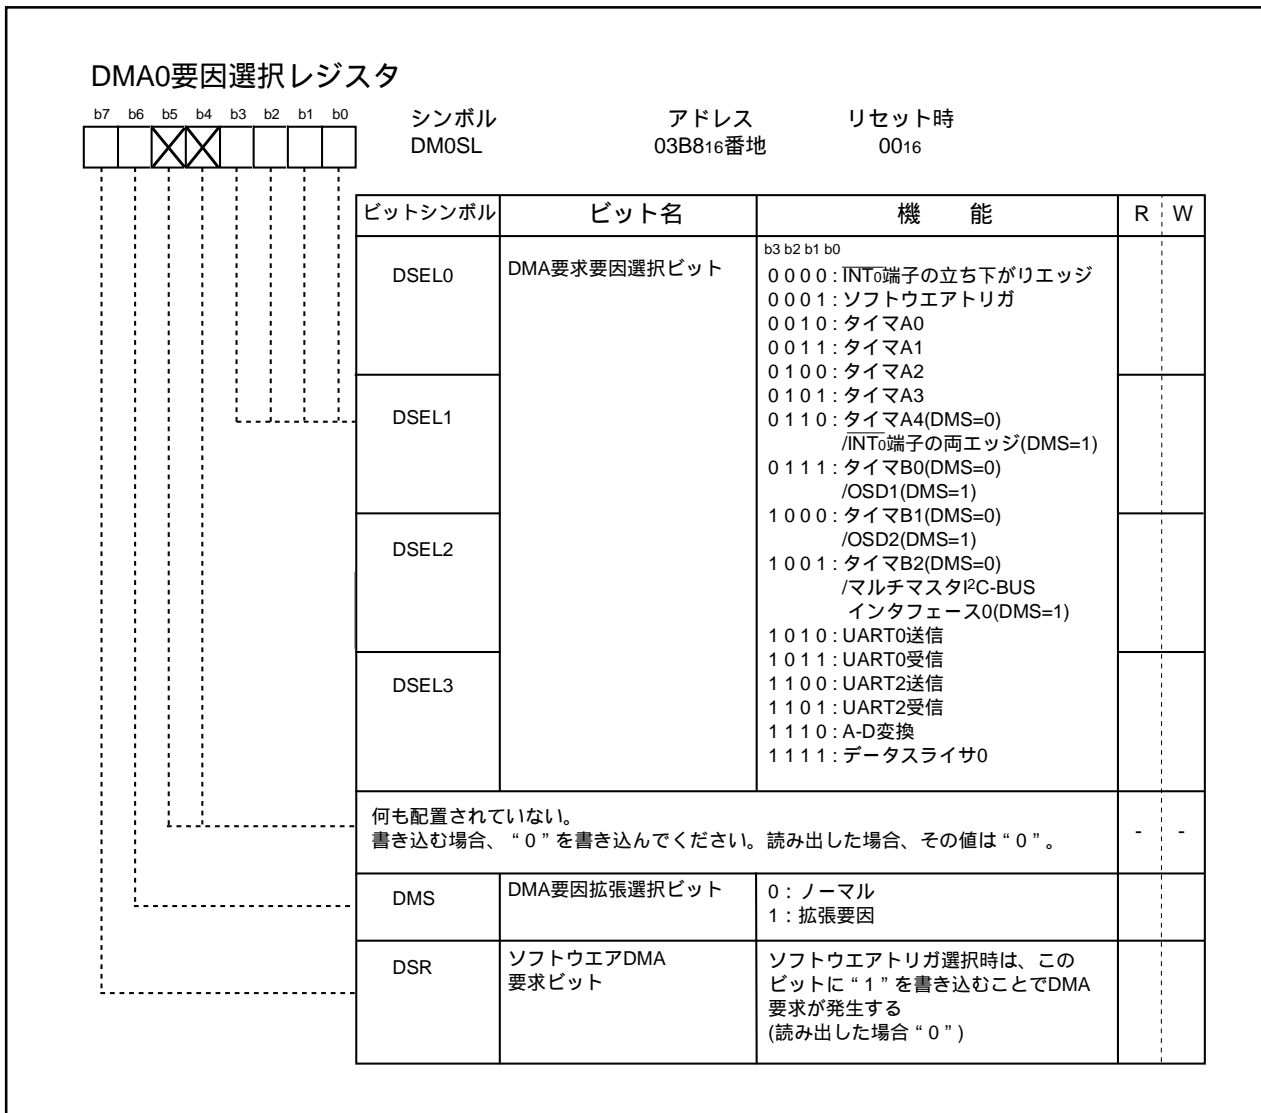 DMA0要因選択レジスタ
b7 b6 b5 b4 b3 b2 b1 b0
シンボル アドレス リセット時
DM0SL 03B816番地 0016
ビットシンボル ビット名 機 能 R W
DSEL0 DMA要求要因選択ビット
b3 b2 b1 b0
0 0 0 0 : INT0端子の立ち下がりエッジ
0 0 0 1 : ソフトウエアトリガ
0 0 1 0 : タイマA0
0 0 1 1 : タイマA1
0 1 0 0 : タイマA2
0 1 0 1 : タイマA3
DSEL1
0 1 1 0 : タイマA4(DMS=0)
/INT0端子の両エッジ(DMS=1)
0 1 1 1 : タイマB0(DMS=0)
/OSD1(DMS=1)
1 0 0 0 : タイマB1(DMS=0)
/OSD2(DMS=1)
DSEL2
1 0 0 1 : タイマB2(DMS=0)
/マルチマスタI2C-BUS
インタフェース0(DMS=1)
1 0 1 0 : UART0送信
1 0 1 1 : UART0受信
DSEL3
1 1 0 0 : UART2送信
1 1 0 1 : UART2受信
1 1 1 0 : A-D変換
1 1 1 1 : データスライサ0
何も配置されていない。
書き込む場合、“ 0 ” を書き込んでください。読み出した場合、その値は “ 0 ” 。 - -
DMS DMA要因拡張選択ビット 0 : ノーマル
1 : 拡張要因
DSR ソフトウエアDMA
要求ビット
ソフトウエアトリガ選択時は、この
ビットに “ 1 ” を書き込むことでDMA
要求が発生する
(読み出した場合 “ 0 ” )